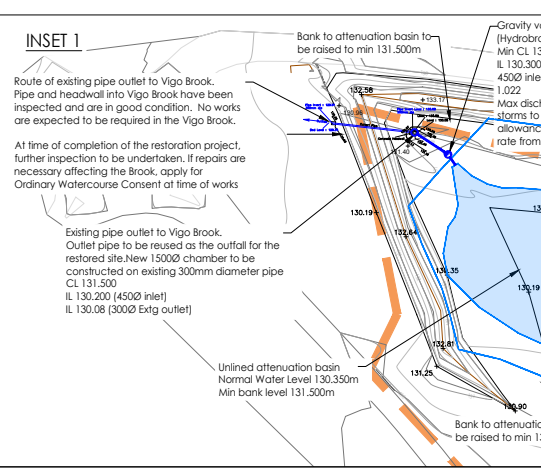 INSET 1
Bank to attenuation basin to
be raised to min 131.500m
Gravity
(Hydrobr
Min CL 13
IL 130.300
450Ø inle
1.022
Max disch
storms to
allowanc
rate from
Route of existing pipe outlet to Vigo Brook.
Pipe and headwall into Vigo Brook have been
inspected and are in good condition. No works
are expected to be required in the Vigo Brook.
At time of completion of the restoration project,
further inspection to be undertaken. If repairs are
necessary affecting the Brook, apply for
Ordinary Watercourse Consent at time of works
132.58
133.17
130.98
131.40
130.19
132.64
Existing pipe outlet to Vigo Brook.
Outlet pipe to be reused as the outfall for the
restored site.New 1500Ø chamber to be
constructed on existing 300mm diameter pipe
CL 131.500
IL 130.200 (450Ø inlet)
IL 130.08 (300Ø Extg outlet)
130.19
132.81
131.25
Unlined attenuation basin
Normal Water Level 130.350m
Min bank level 131.500m
130.90
Bank to attenuatio
be raised to min 13